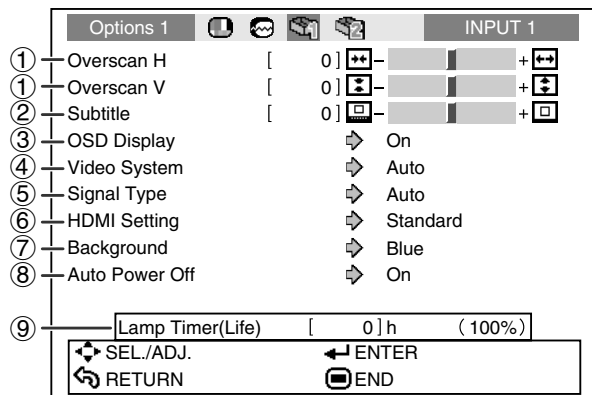 Options 1 INPUT 1
① Overscan H [ 0 ] − +
① Overscan V [ 0 ] − +
② Subtitle [ 0 ] − +
③ OSD Display On
④ Video System Auto
⑤ Signal Type Auto
⑥ HDMI Setting Standard
⑦ Background Blue
⑧ Auto Power Off On
⑨ Lamp Timer(Life) [ 0 ] h (100%)
SEL./ADJ. ENTER
RETURN END